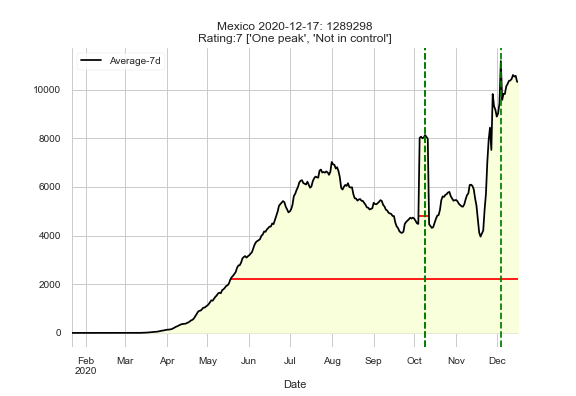 Mexico 2020-12-17: 1289298
Rating:7 ['One peak', 'Not in control']
Average-7d
10000
8000
6000
4000
2000
0
Feb Mar Apr May Jun Jul Aug Sep Oct Nov Dec
2020
Date